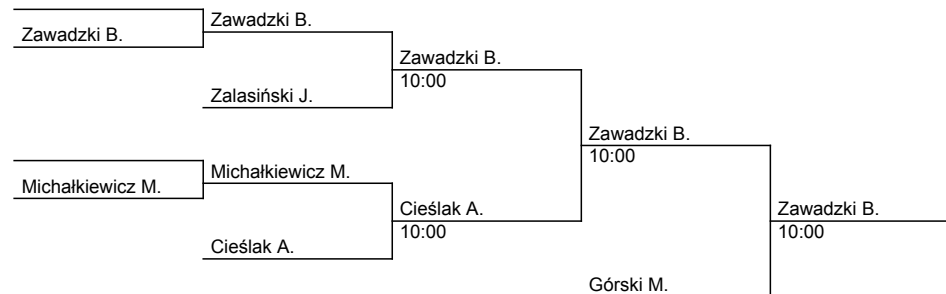 Zawadzki B.
Zawadzki B.
Zawadzki B.
10:00
Zalasiński J.
Zawadzki B.
10:00
Michałkiewicz M.
Michałkiewicz M.
Cieślak A.
10:00
Zawadzki B.
10:00
Cieślak A.
Górski M.